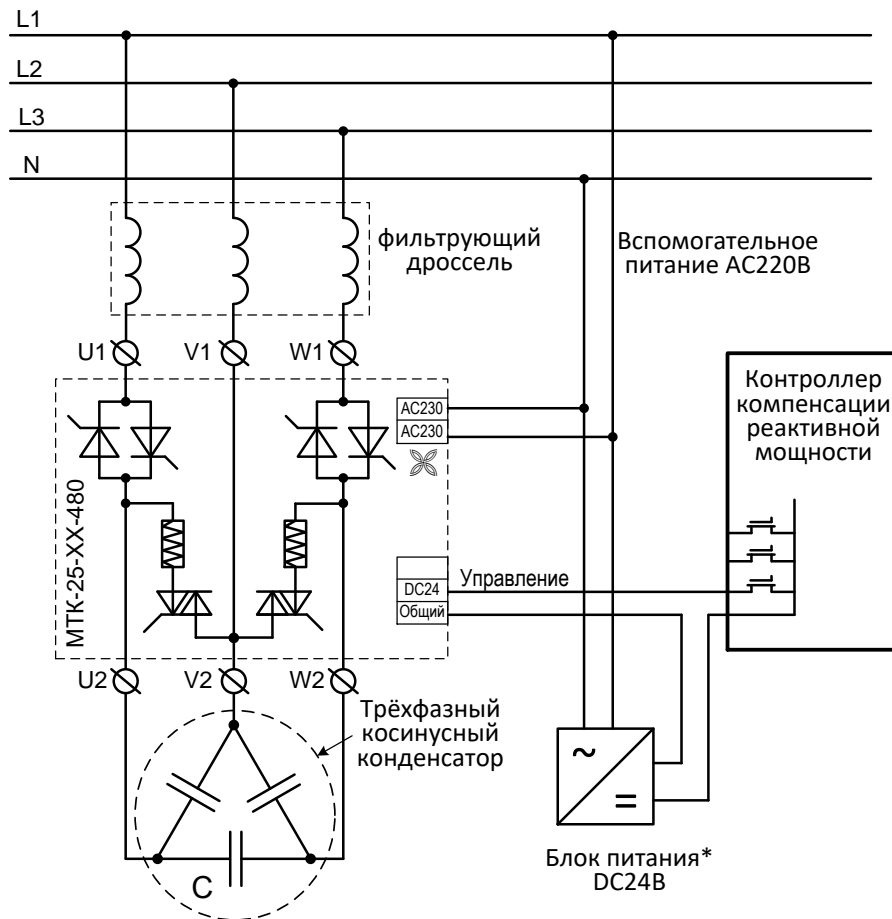 L1
L2
L3
N
фильтрующий
дроссель
Вспомогательное
питание AC220В
U1
V1
W1
AC230
AC230
Контроллер
компенсации
реактивной
мощности
МТК-25-ХХ-480
DC24
Общий
Управление
U2
V2
W2
Трёхфазный
косинусный
конденсатор
C
~
=
Блок питания*
DC24В